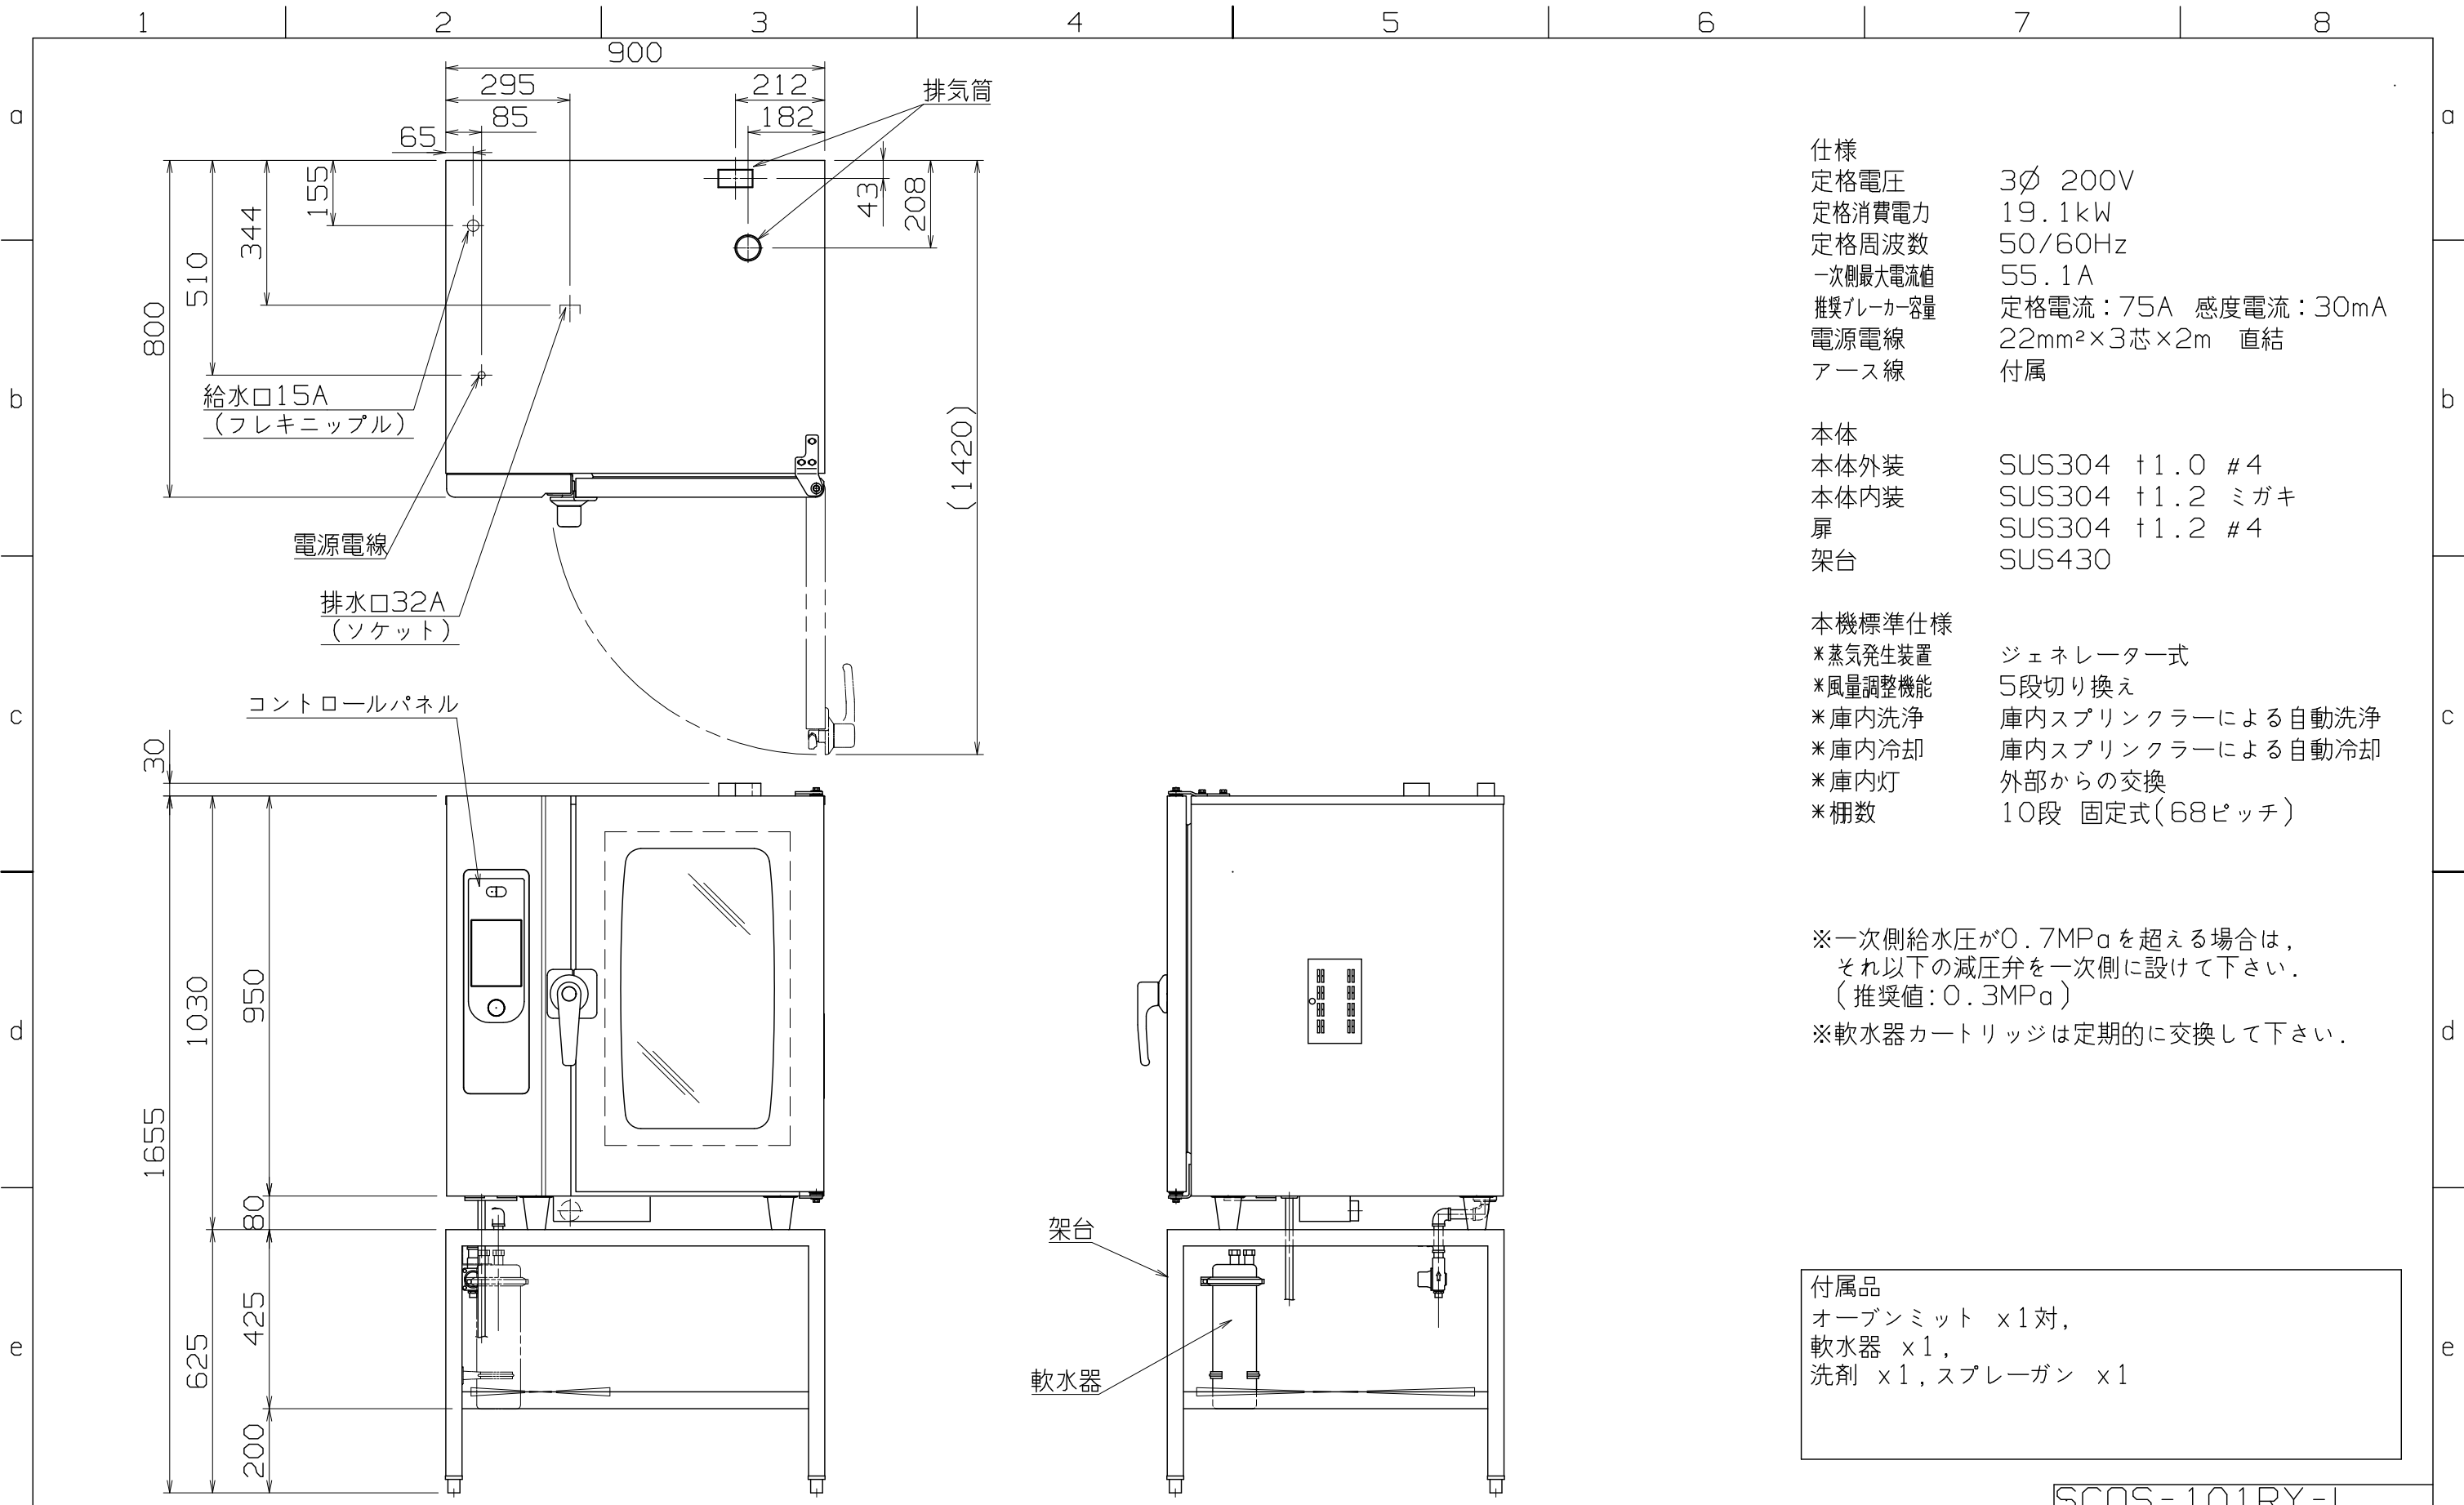 1 2 3 4 5 6 7 8
900
295 212
85 182
65
排気筒
a a
155
344
510
800
43
208
(1420)
給水口15A
(フレキニップル)
b b
電源電線
排水口32A
(ソケット)
仕様
定格電圧 3∅ 200V
定格消費電力 19.1kW
定格周波数 50/60Hz
一次側最大電流値 55.1A
推奨ブレーカー容量 定格電流：75A 感度電流：30mA
電源電線 22mm²×3芯×2m 直結
アース線 付属
本体
本体外装 SUS304 t1.0 #4
本体内装 SUS304 t1.2 ミガキ
扉 SUS304 t1.2 #4
架台 SUS430
本機標準仕様
*蒸気発生装置 ジェネレーター式
*風量調整機能 5段切り換え
*庫内洗浄 庫内スプリンクラーによる自動洗浄
*庫内冷却 庫内スプリンクラーによる自動冷却
*庫内灯 外部からの交換
*棚数 10段 固定式(68ピッチ)
コントロールパネル
c c
30
1030
950
1655
80
425
625
200
※一次側給水圧が0.7MPaを超える場合は,
それ以下の減圧弁を一次側に設けて下さい.
(推奨値:0.3MPa)
※軟水器カートリッジは定期的に交換して下さい.
d d
架台
軟水器
e e
付属品
オーブンミット x1対,
軟水器 x1,
洗剤 x1,スプレーガン x1